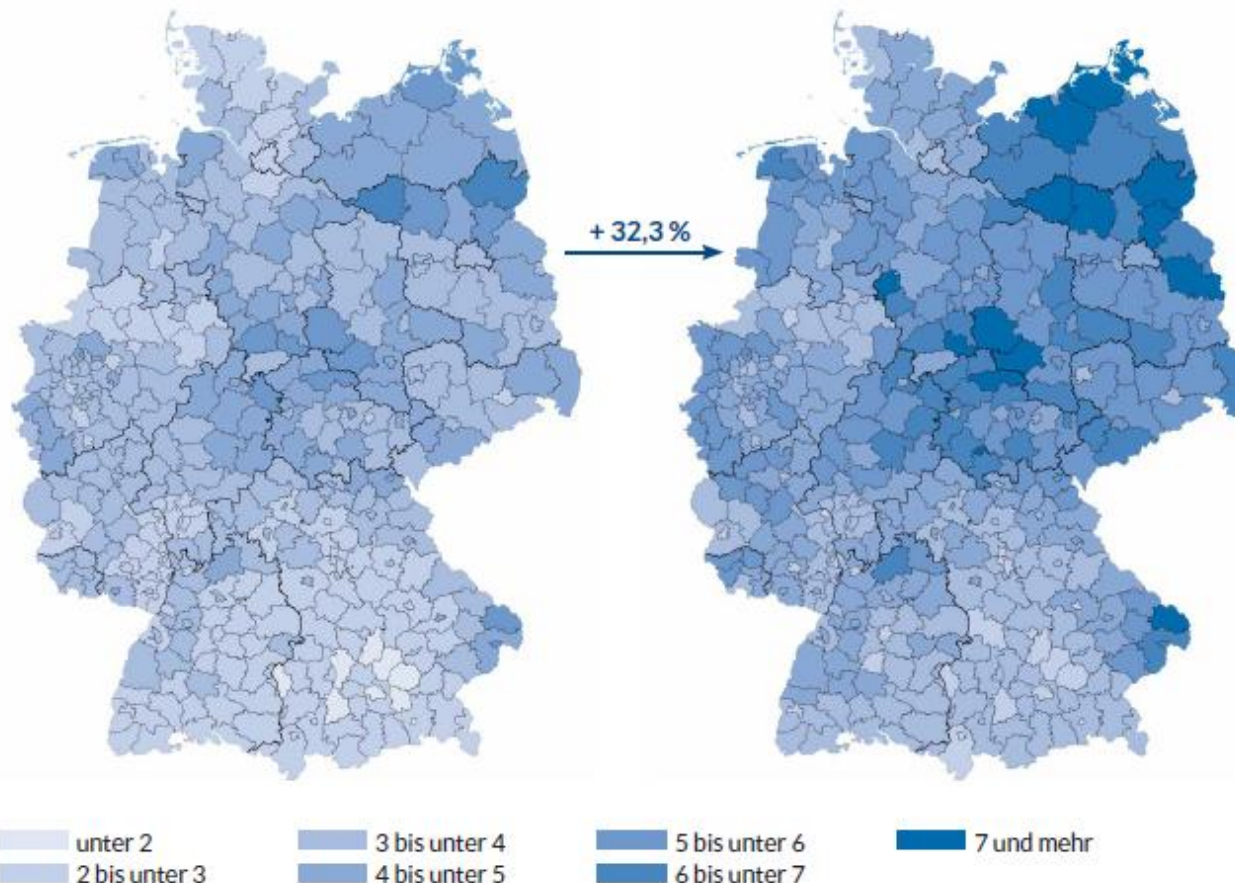 + 32,3 %
unter 2
2 bis unter 3
3 bis unter 4
4 bis unter 5
5 bis unter 6
6 bis unter 7
7 und mehr